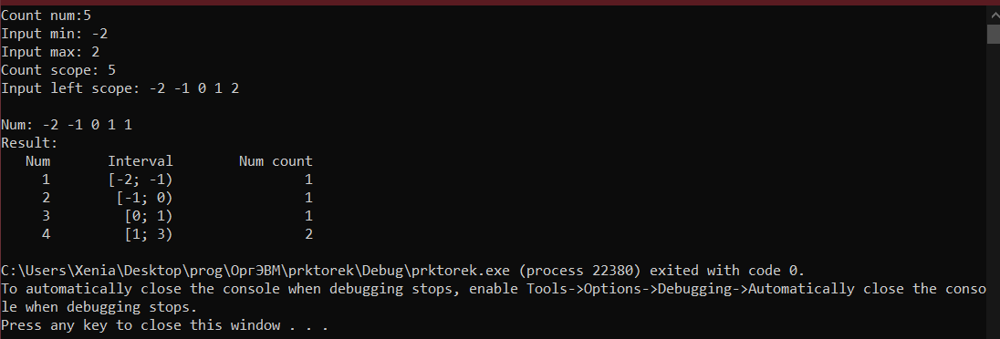 Count num:5
Input min: -2
Input max: 2
Count scope: 5
Input left scope: -2 -1 0 1 2
Num: -2 -1 0 1 1
Result:
Num Interval Num count
1 [-2; -1) 1
2 [-1; 0) 1
3 [0; 1) 1
4 [1; 3) 2
C:\Users\Xenia\Desktop\prog\ОргЭВМ\prktorek\Debug\prktorek.exe (process 22380) exited with code 0.
To automatically close the console when debugging stops, enable Tools->Options->Debugging->Automatically close the conso
le when debugging stops.
Press any key to close this window . . .